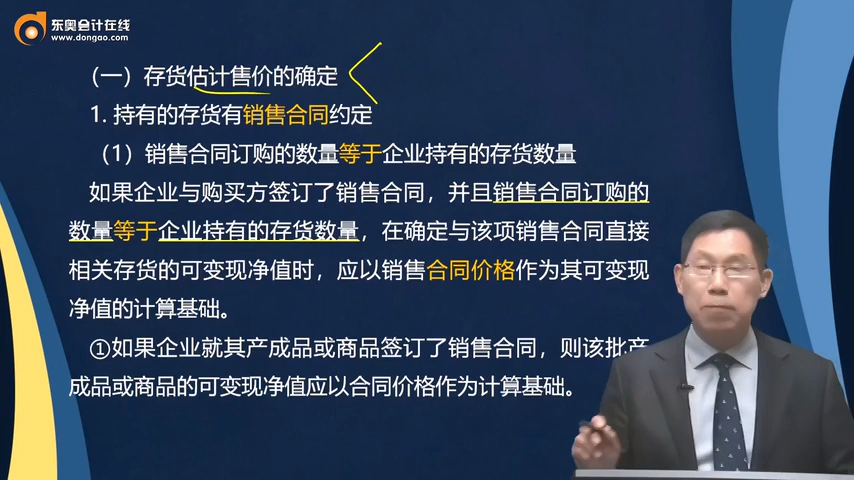 东奥会计在线
www.dongao.com
（一）存货估计售价的确定
1. 持有的存货有销售合同约定
（1）销售合同订购的数量等于企业持有的存货数量
如果企业与购买方签订了销售合同，并且销售合同订购的
数量等于企业持有的存货数量，在确定与该项销售合同直接
相关存货的可变现净值时，应以销售合同价格作为其可变现
净值的计算基础。
①如果企业就其产成品或商品签订了销售合同，则该批产
成品或商品的可变现净值应以合同价格作为计算基础。